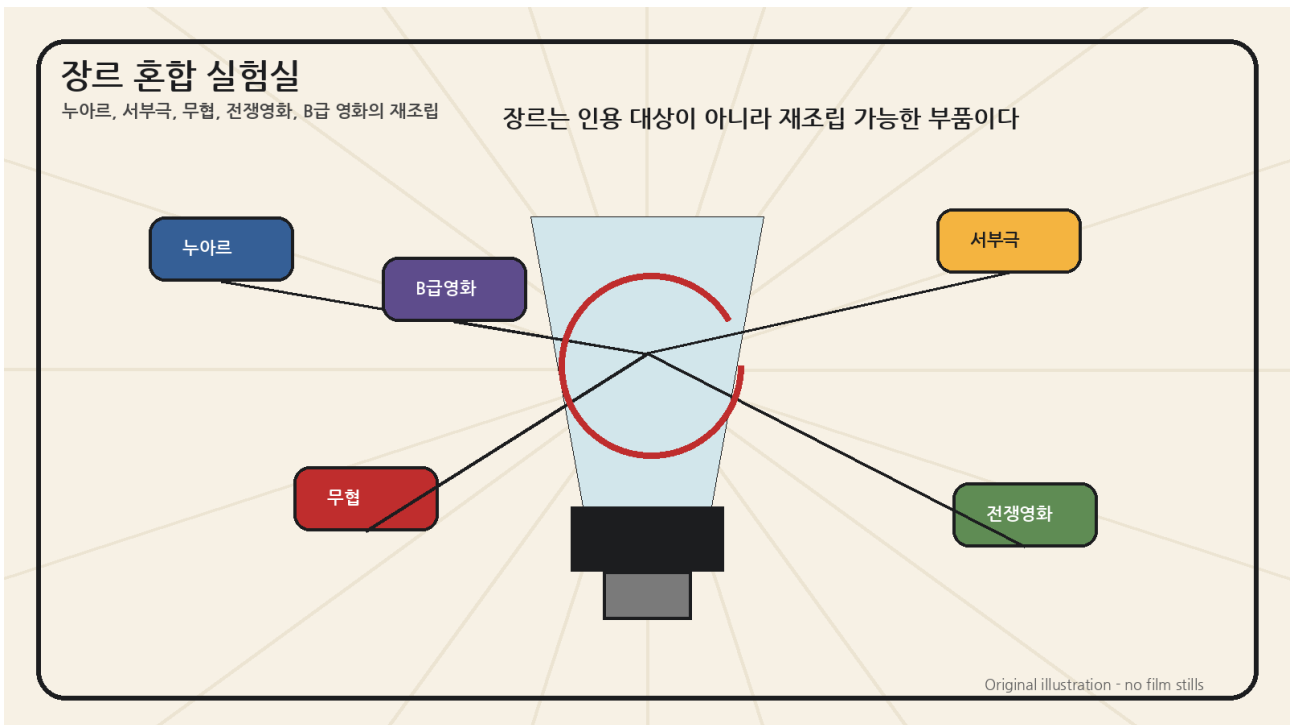 장르 혼합 실험실
누아르, 서부극, 무협, 전쟁영화, B급 영화의 재조립
장르는 인용 대상이 아니라 재조립 가능한 부품이다
누아르
B급영화
서부극
무협
전쟁영화
Original illustration - no film stills